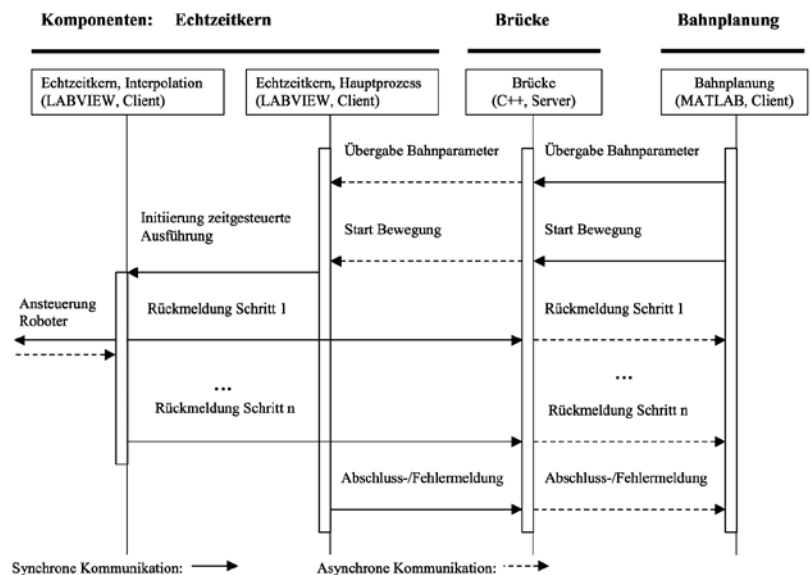 Komponenten: Echtzeitkern
Brücke
Bahnplanung
Echtzeitkern, Interpolation
(LABVIEW, Client)
Echtzeitkern, Hauptprozess
(LABVIEW, Client)
Brücke
(C++, Server)
Bahnplanung
(MATLAB, Client)
Übergabe Bahnparameter
Übergabe Bahnparameter
Initiierung zeitgesteuerte
Ausführung
Start Bewegung
Start Bewegung
Ansteuerung
Roboter
Rückmeldung Schritt 1
Rückmeldung Schritt 1
...
Rückmeldung Schritt n
...
Rückmeldung Schritt n
Abschluss-/Fehlermeldung
Abschluss-/Fehlermeldung
Synchrone Kommunikation:
Asynchrone Kommunikation: